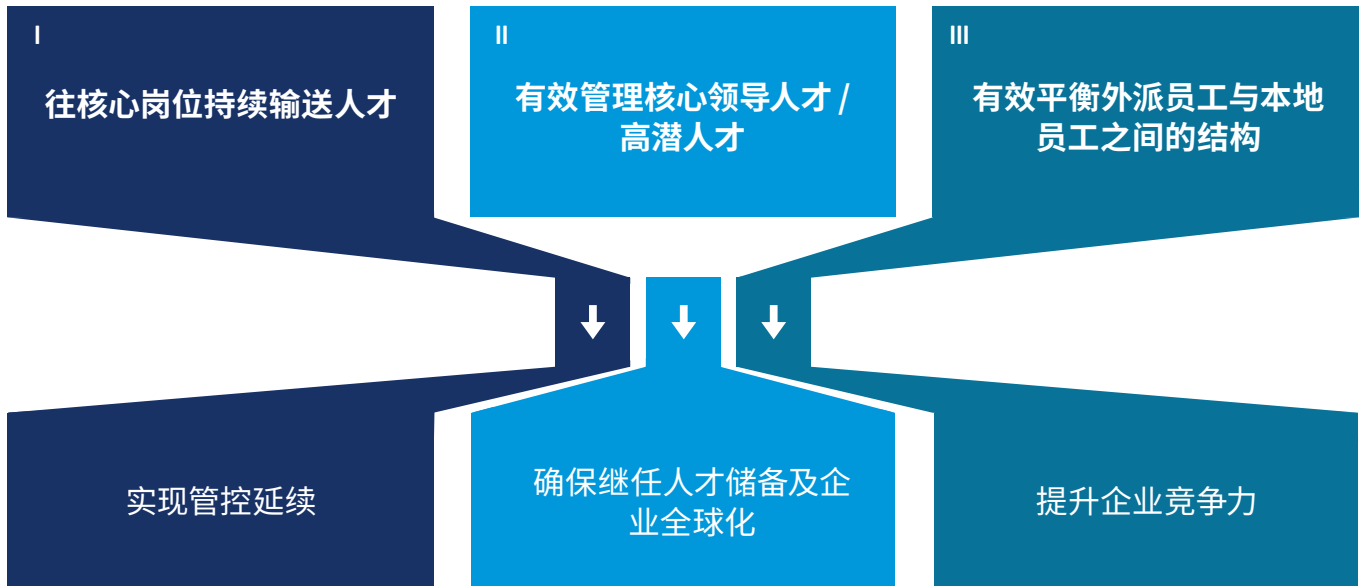 I
往核心岗位持续输送人才
II
有效管理核心领导人才 /
高潜人才
III
有效平衡外派员工与本地
员工之间的结构
实现管控延续
确保继任人才储备及企
业全球化
提升企业竞争力